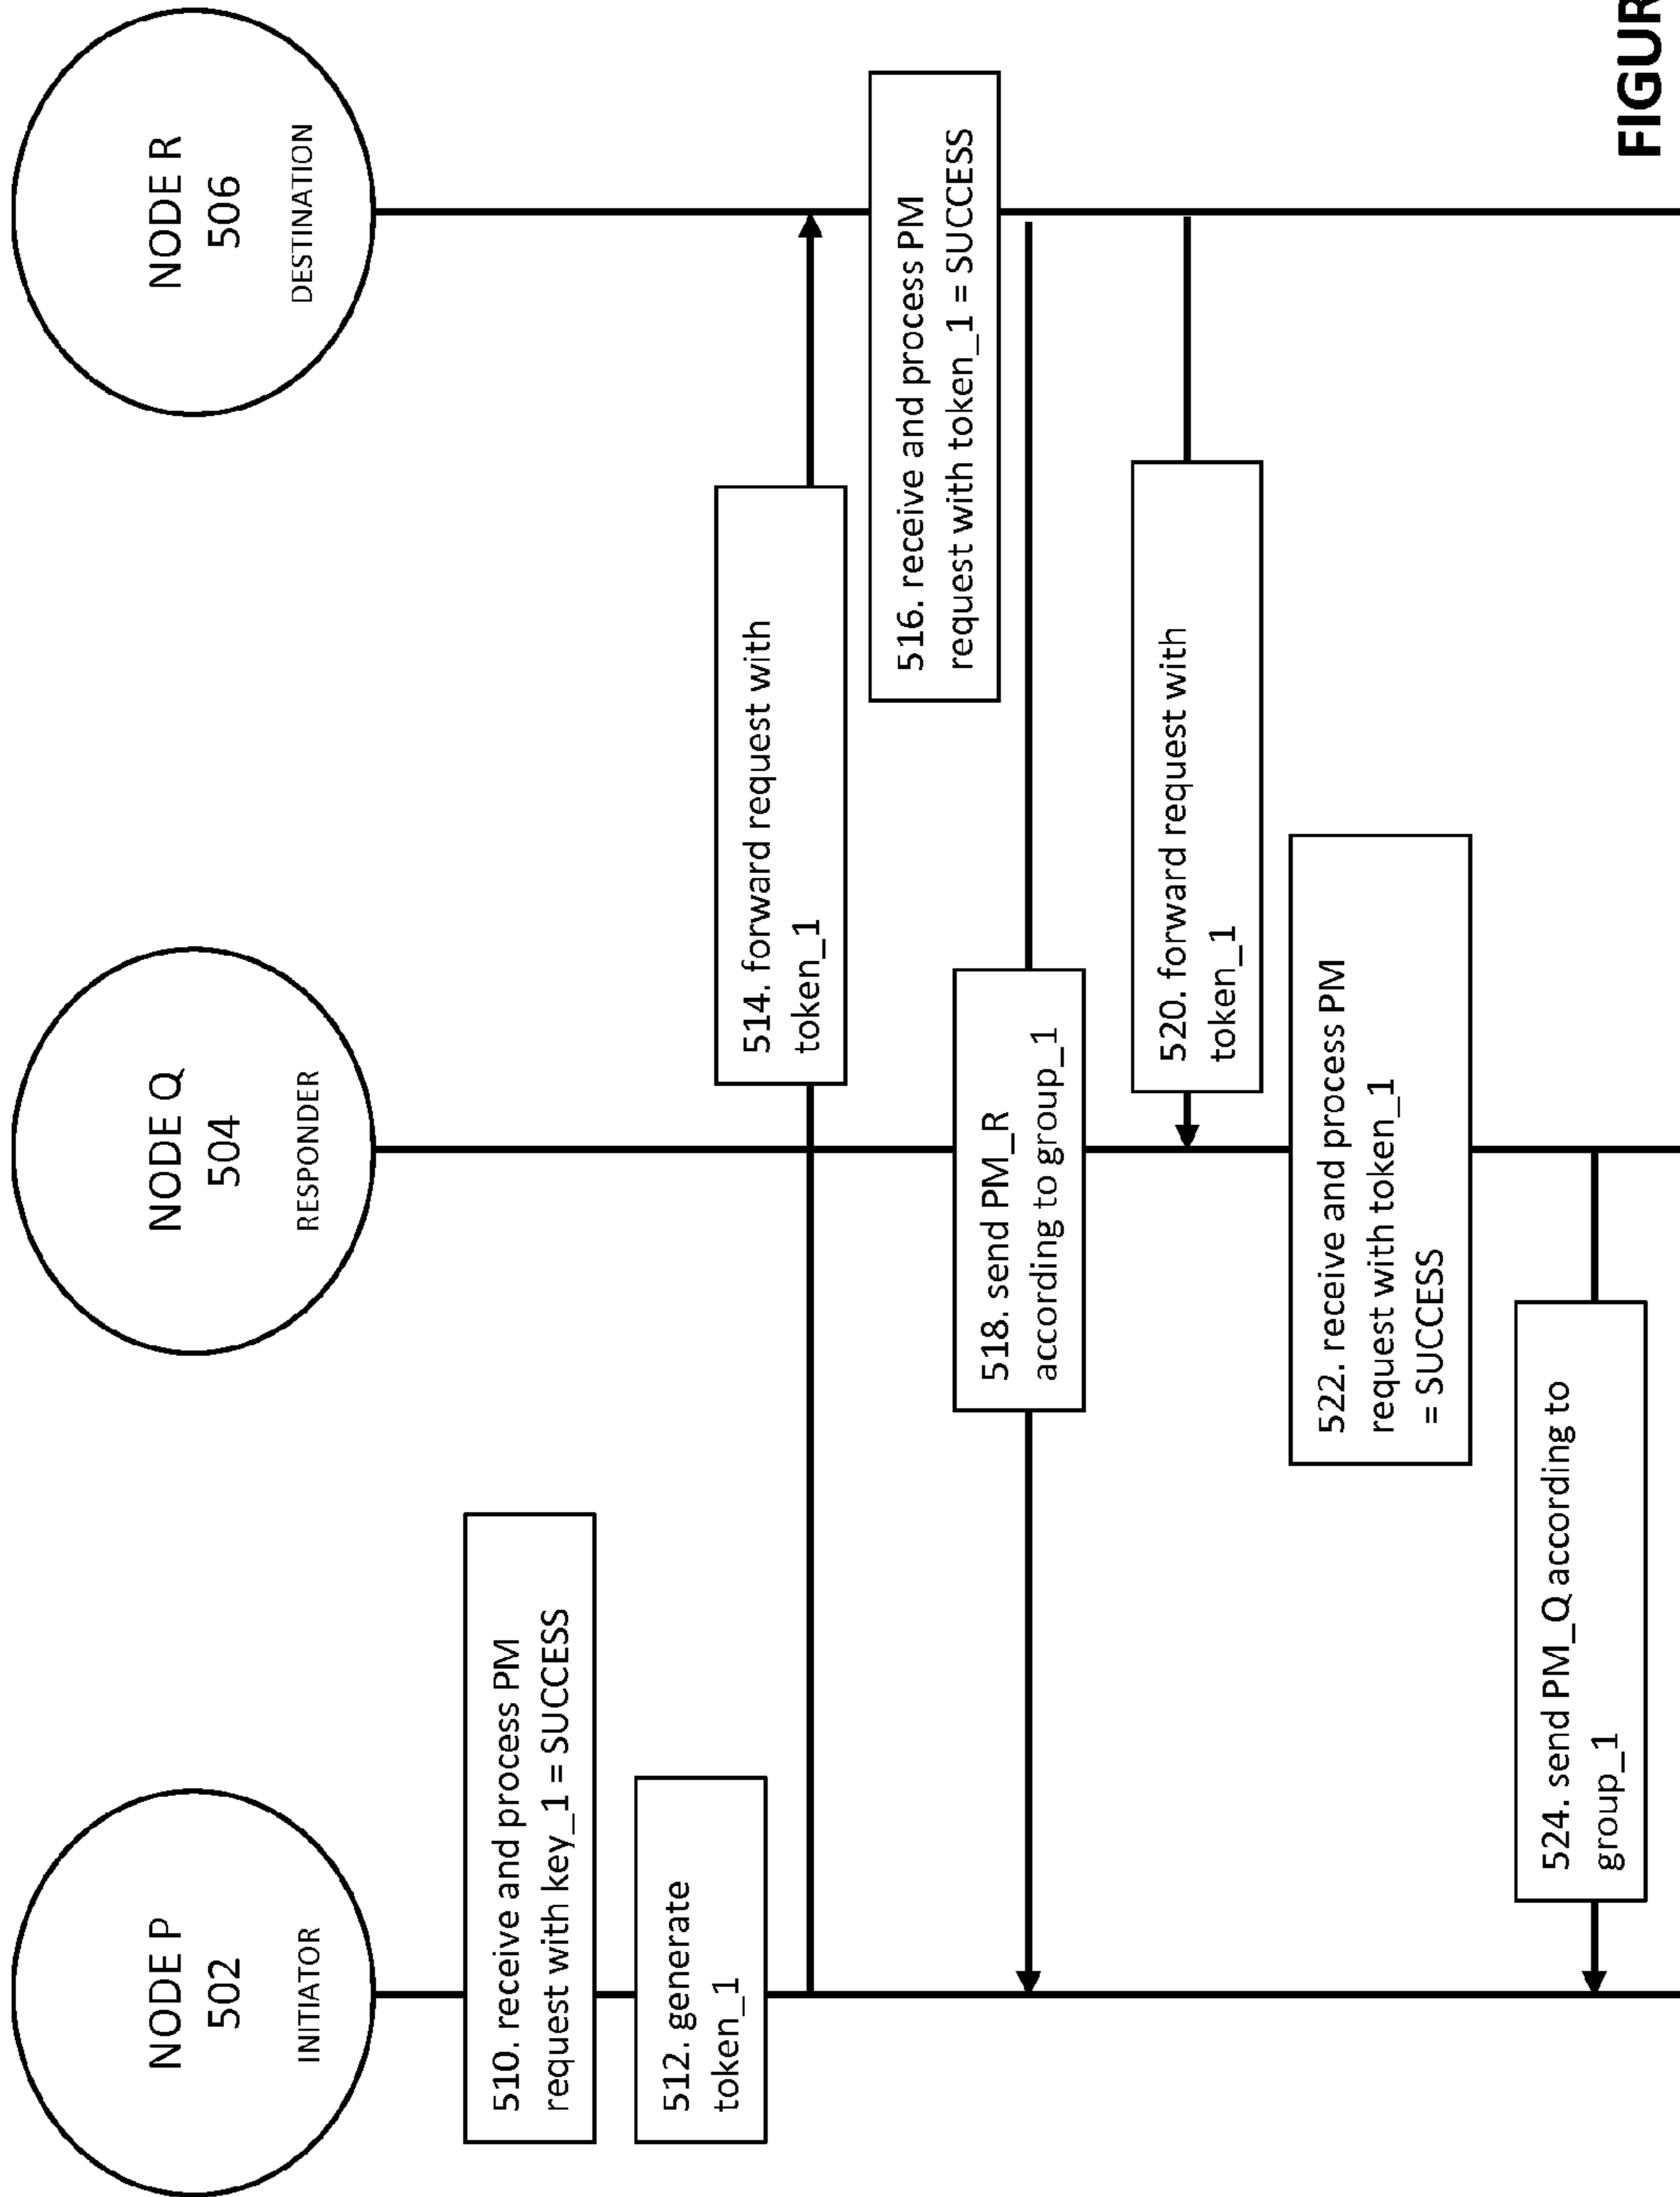 NODE P
502
INITIATOR
NODE Q
504
RESPONDER
NODE R
506
DESTINATION
510. receive and process PM
request with key_1 = SUCCESS
512. generate
token_1
514. forward request with
token_1
516. receive and process PM
request with token_1 = SUCCESS
518. send PM_R
according to group_1
520. forward request with
token_1
522. receive and process PM
request with token_1
= SUCCESS
524. send PM_Q according to
group_1
FIGUR